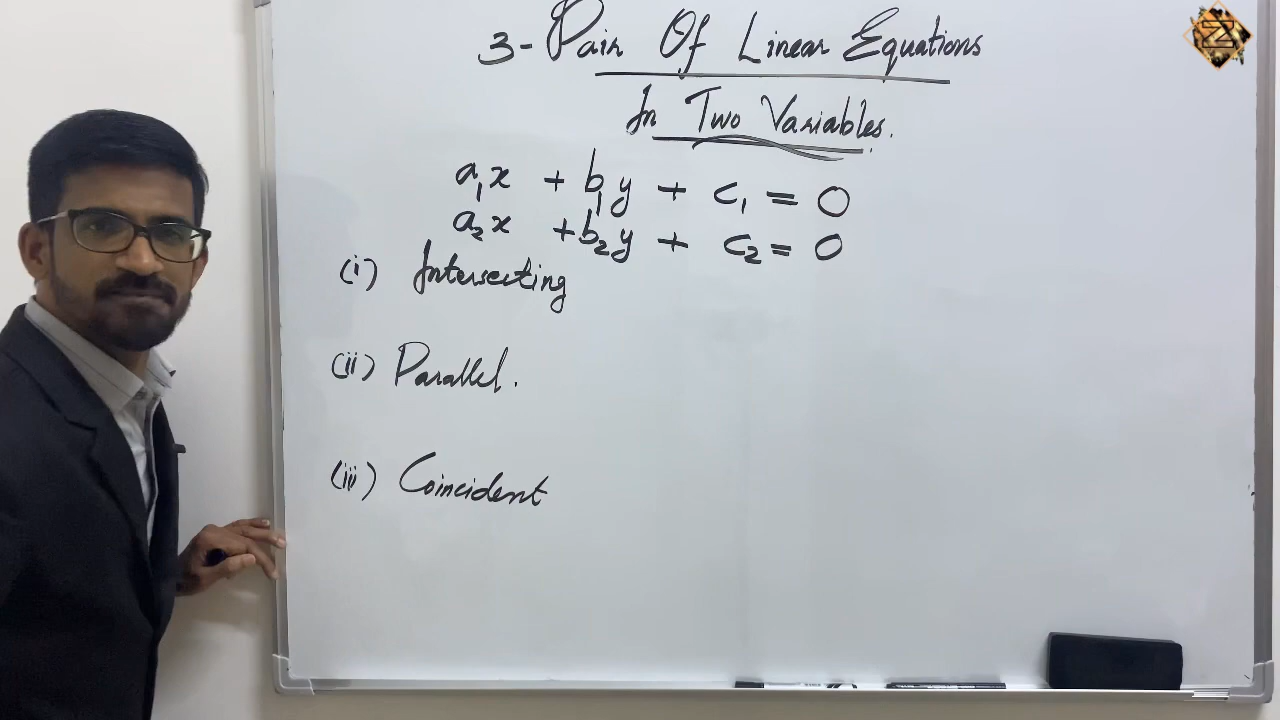 3- Pair Of Linear Equations
In Two Variables.
a₁x + b₁y + c₁ = 0
a₂x + b₂y + c₂ = 0
(i) Intersecting
(ii) Parallel.
(iii) Coincident